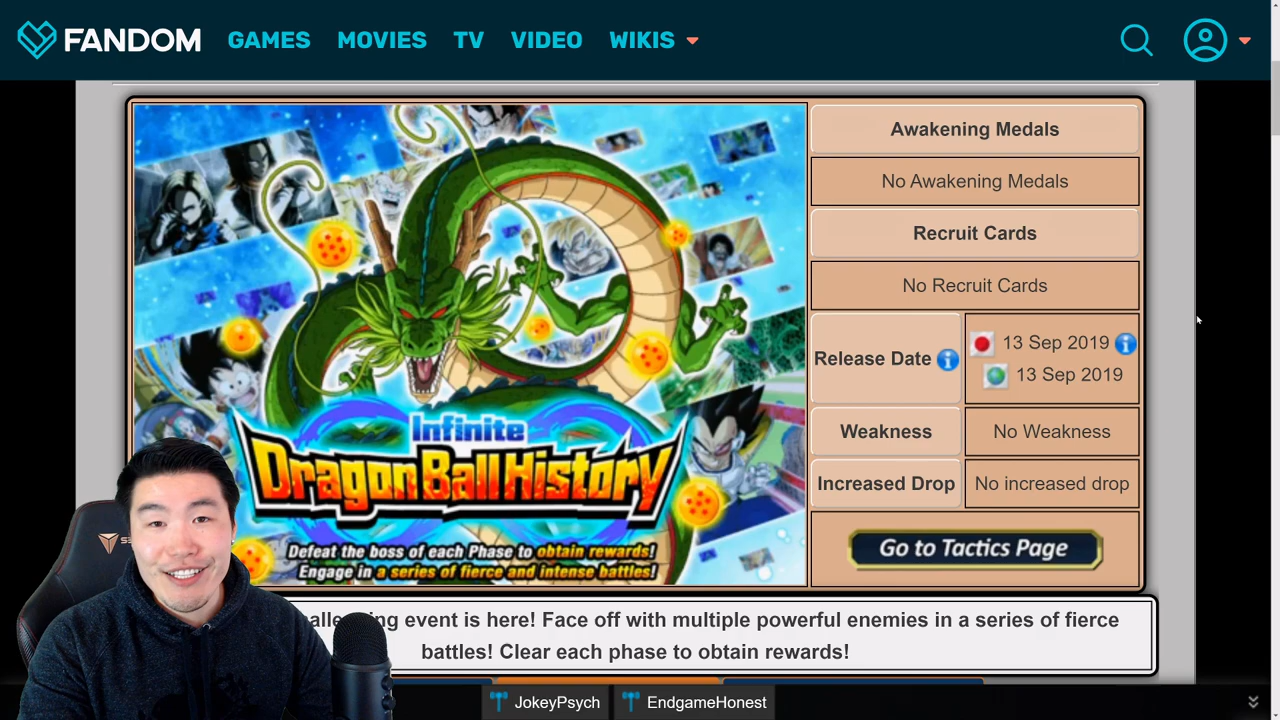 FANDOM GAMES MOVIES TV VIDEO WIKIS
Awakening Medals
No Awakening Medals
Recruit Cards
No Recruit Cards
Release Date
13 Sep 2019
13 Sep 2019
Weakness
No Weakness
Increased Drop
No increased drop
Go to Tactics Page
Infinite
Dragon Ball History
Defeat the boss of each Phase to obtain rewards!
Engage in a series of fierce and intense battles!
event is here! Face off with multiple powerful enemies in a series of fierce
battles! Clear each phase to obtain rewards!
JokeyPsych EndgameHonest